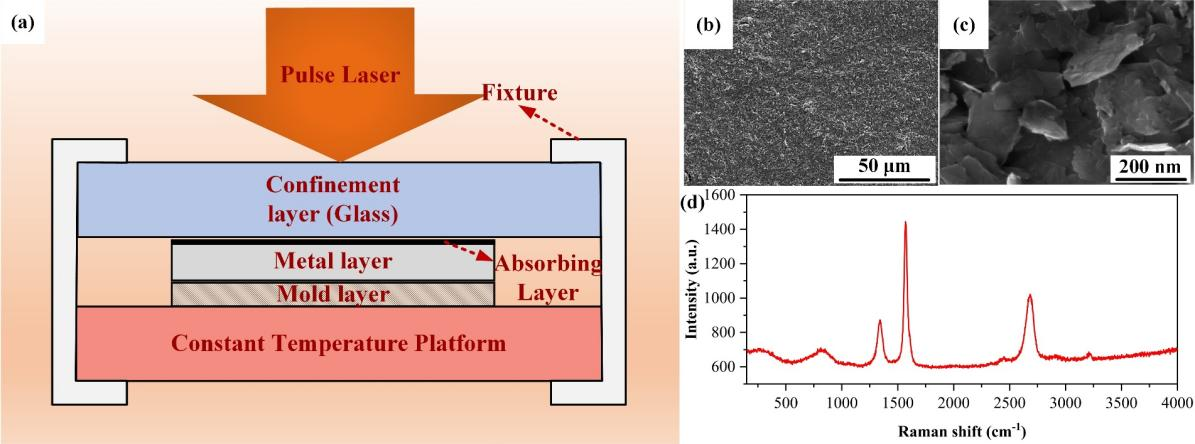 (a)
Pulse Laser
Fixture
Confinement
layer (Glass)
Metal layer
Absorbing
Layer
Mold layer
Constant Temperature Platform
(b)
50 μm
(c)
200 nm
(d)
Intensity (a.u.)
1600
1400
1200
1000
800
600
500
1000
1500
2000
2500
3000
3500
4000
Raman shift (cm⁻¹)